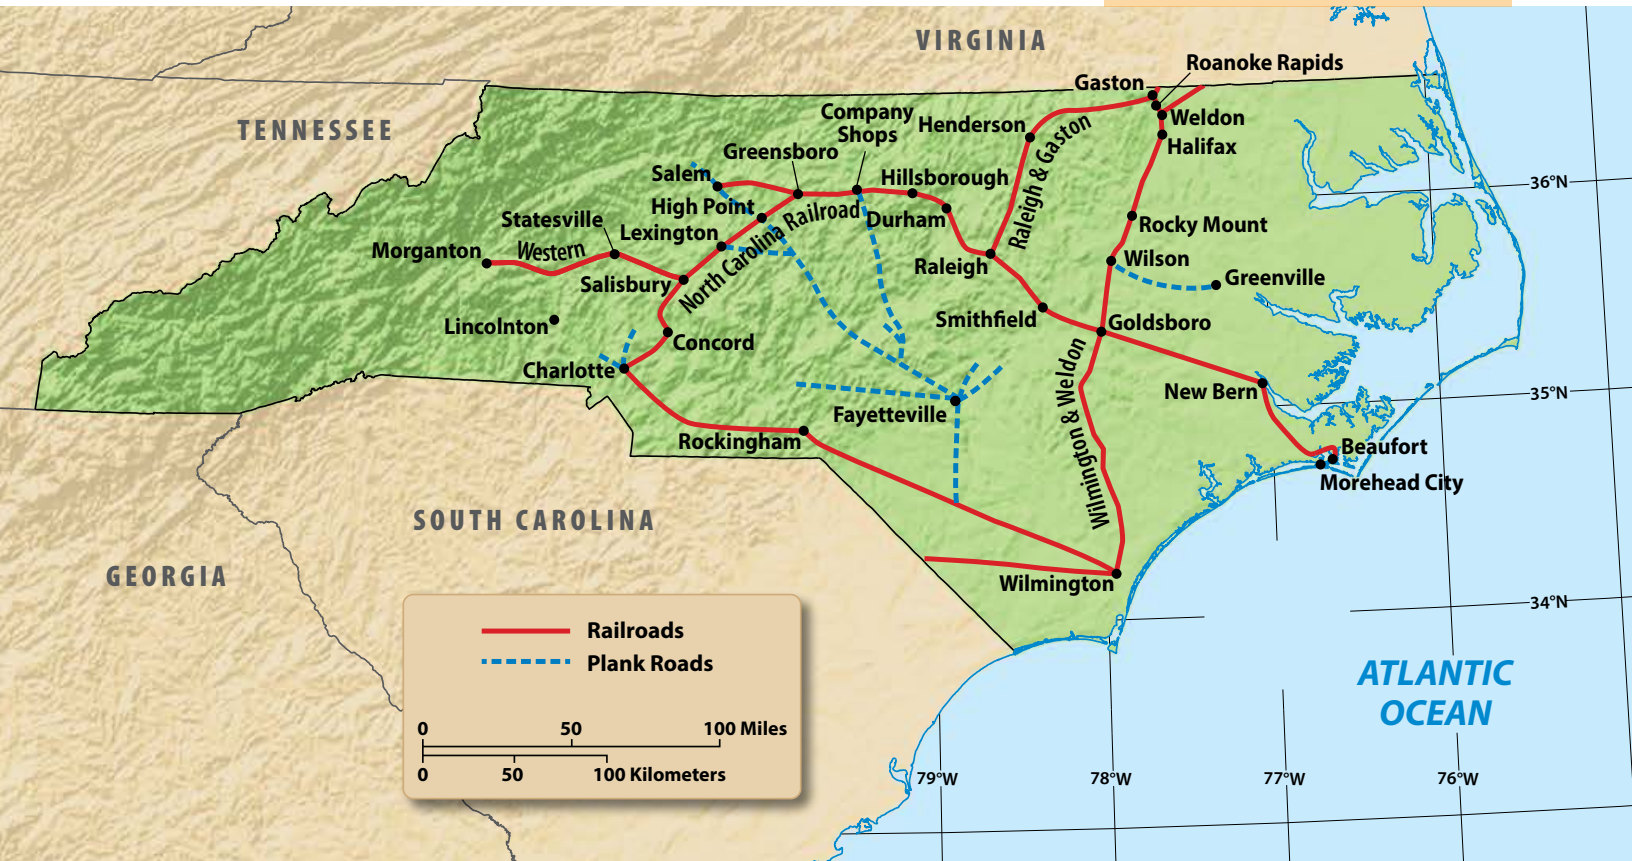 VIRGINIA
Roanoke Rapids
Gaston
Company
Shops
Henderson
Weldon
TENNESSEE
Halifax
Greensboro
Raleigh & Gaston
Salem
Hillsborough
High Point
North Carolina Railroad
Durham
Statesville
Lexington
Rocky Mount
Morganton
Western
Wilson
Raleigh
Salisbury
Greenville
Lincolnton
Smithfield
Goldsboro
Concord
Charlotte
Wilmington & Weldon
New Bern
Fayetteville
Rockingham
Beaufort
Morehead City
SOUTH CAROLINA
GEORGIA
Wilmington
36°N
35°N
34°N
Railroads
Plank Roads
0 50 100 Miles
0 50 100 Kilometers
ATLANTIC
OCEAN
79°W 78°W 77°W 76°W